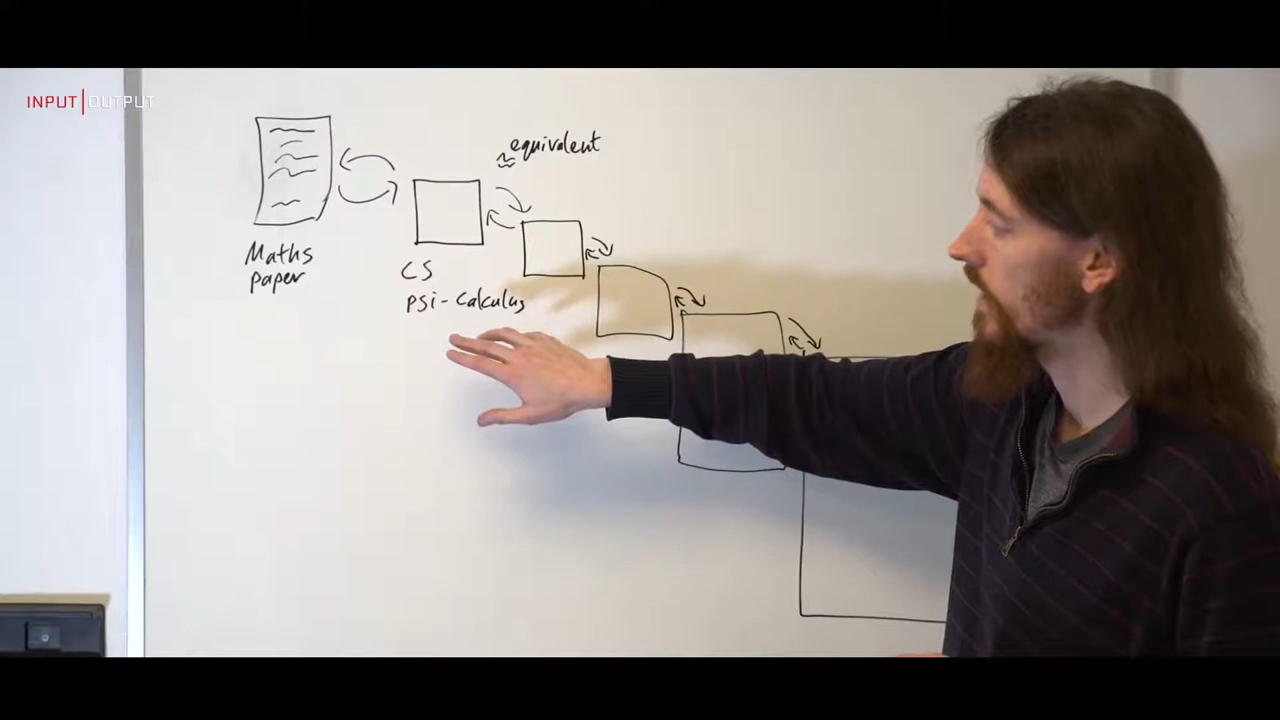 INPUT|OUTPUT
≈ equivalent
Maths
paper
CS
psi-calculus